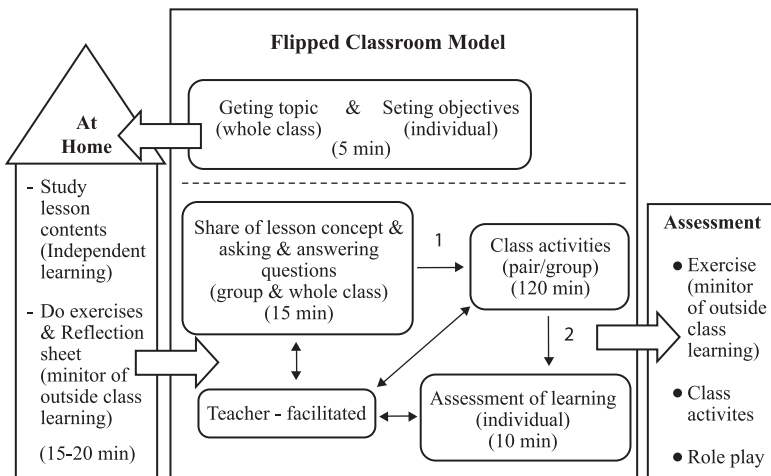 Flipped Classroom Model
Geting topic & Seting objectives
(whole class) (individual)
(5 min)
At
Home
- Study
lesson
contents
(Independent
learning)
- Do exercises
& Reflection
sheet
(minitor of
outside class
learning)
(15-20 min)
Share of lesson concept &
asking & answering
questions
(group & whole class)
(15 min)
1
Class activities
(pair/group)
(120 min)
2
Teacher - facilitated
Assessment of learning
(individual)
(10 min)
Assessment
● Exercise
(minitor
of outside
class
learning)
● Class
activites
● Role play